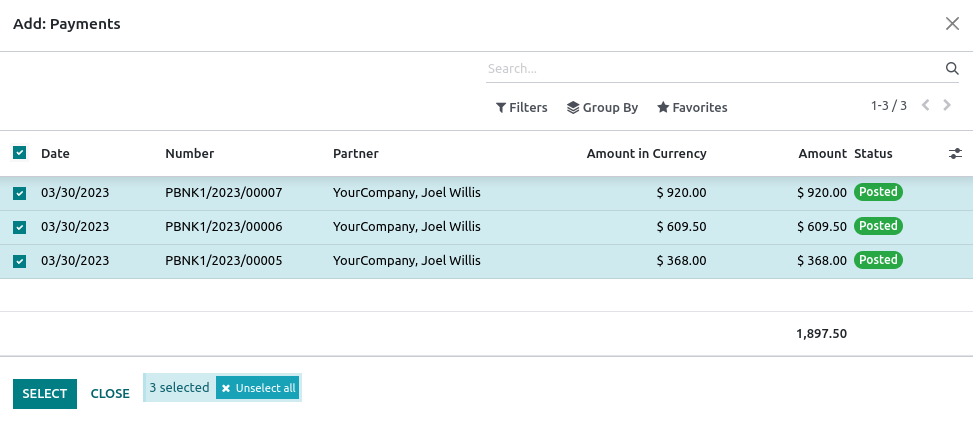 Add: Payments
Search...
Filters Group By Favorites 1-3 / 3
Date Number Partner Amount in Currency Amount Status
03/30/2023 PBNK1/2023/00007 YourCompany, Joel Willis $ 920.00 $ 920.00 Posted
03/30/2023 PBNK1/2023/00006 YourCompany, Joel Willis $ 609.50 $ 609.50 Posted
03/30/2023 PBNK1/2023/00005 YourCompany, Joel Willis $ 368.00 $ 368.00 Posted
1,897.50
SELECT CLOSE 3 selected Unselect all